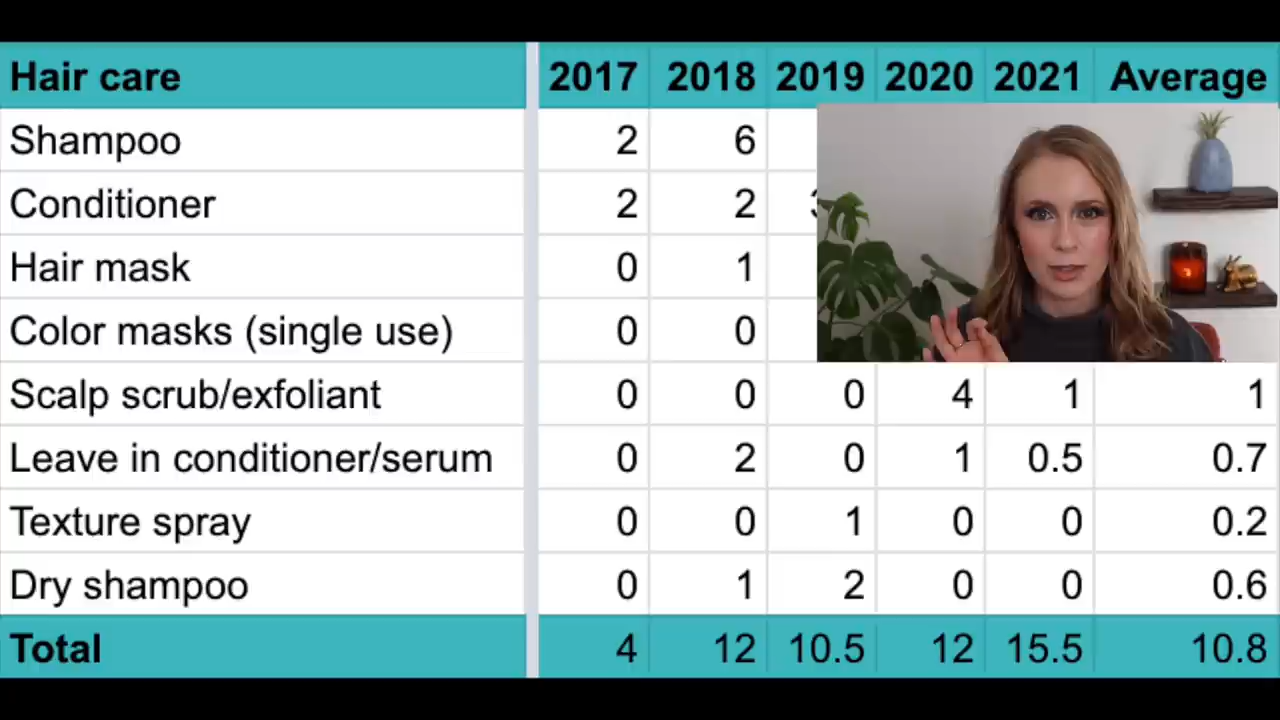 Hair care 2017 2018 2019 2020 2021 Average
Shampoo 2 6
Conditioner 2 2
Hair mask 0 1
Color masks (single use) 0 0
Scalp scrub/exfoliant 0 0 0 4 1 1
Leave in conditioner/serum 0 2 0 1 0.5 0.7
Texture spray 0 0 1 0 0 0.2
Dry shampoo 0 1 2 0 0 0.6
Total 4 12 10.5 12 15.5 10.8